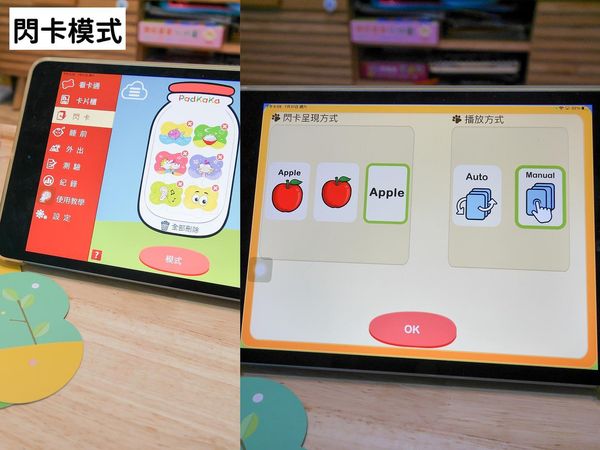 閃卡模式
看卡通
卡片櫃
閃卡
睡前
外出
測驗
紀錄
使用教學
設定
?
PadKaKa
全部刪除
模式
閃卡呈現方式
播放方式
Apple
Apple
Auto
Manual
OK